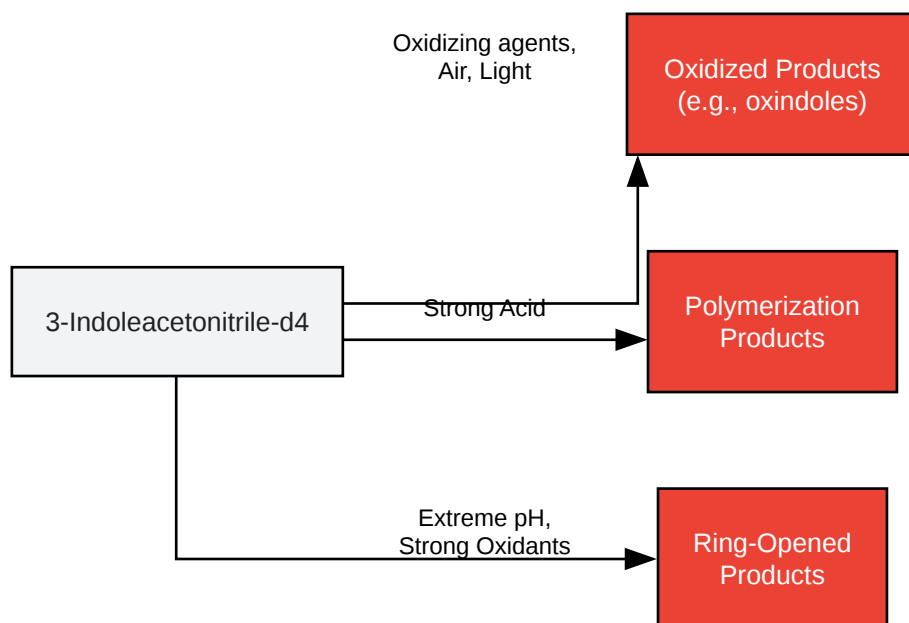 Oxidizing agents,
Air, Light
Oxidized Products
(e.g., oxindoles)
3-Indoleacetonitrile-d4
Strong Acid
Polymerization
Products
Extreme pH,
Strong Oxidants
Ring-Opened
Products